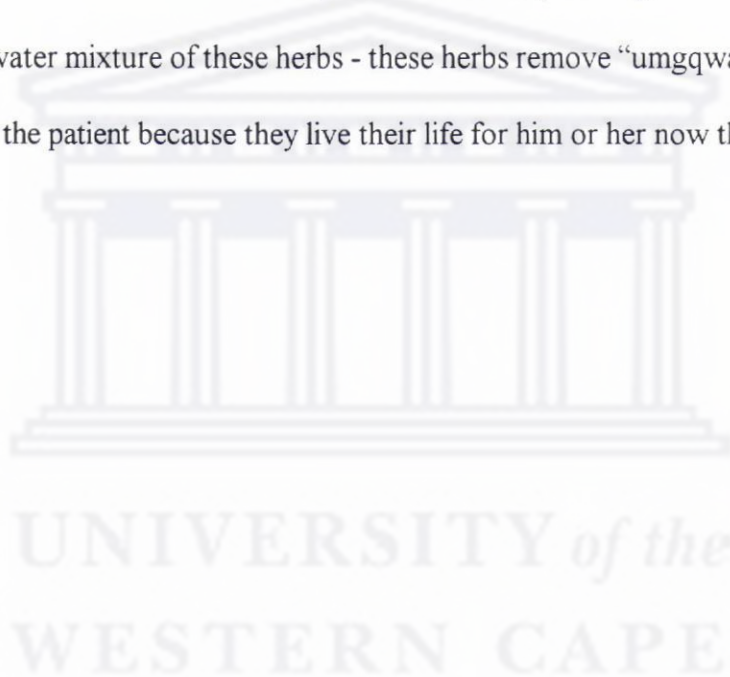 water mixture of these herbs - these herbs remove “umgqwa
the patient because they live their life for him or her now th
UNIVERSITY of the
WESTERN CAPE